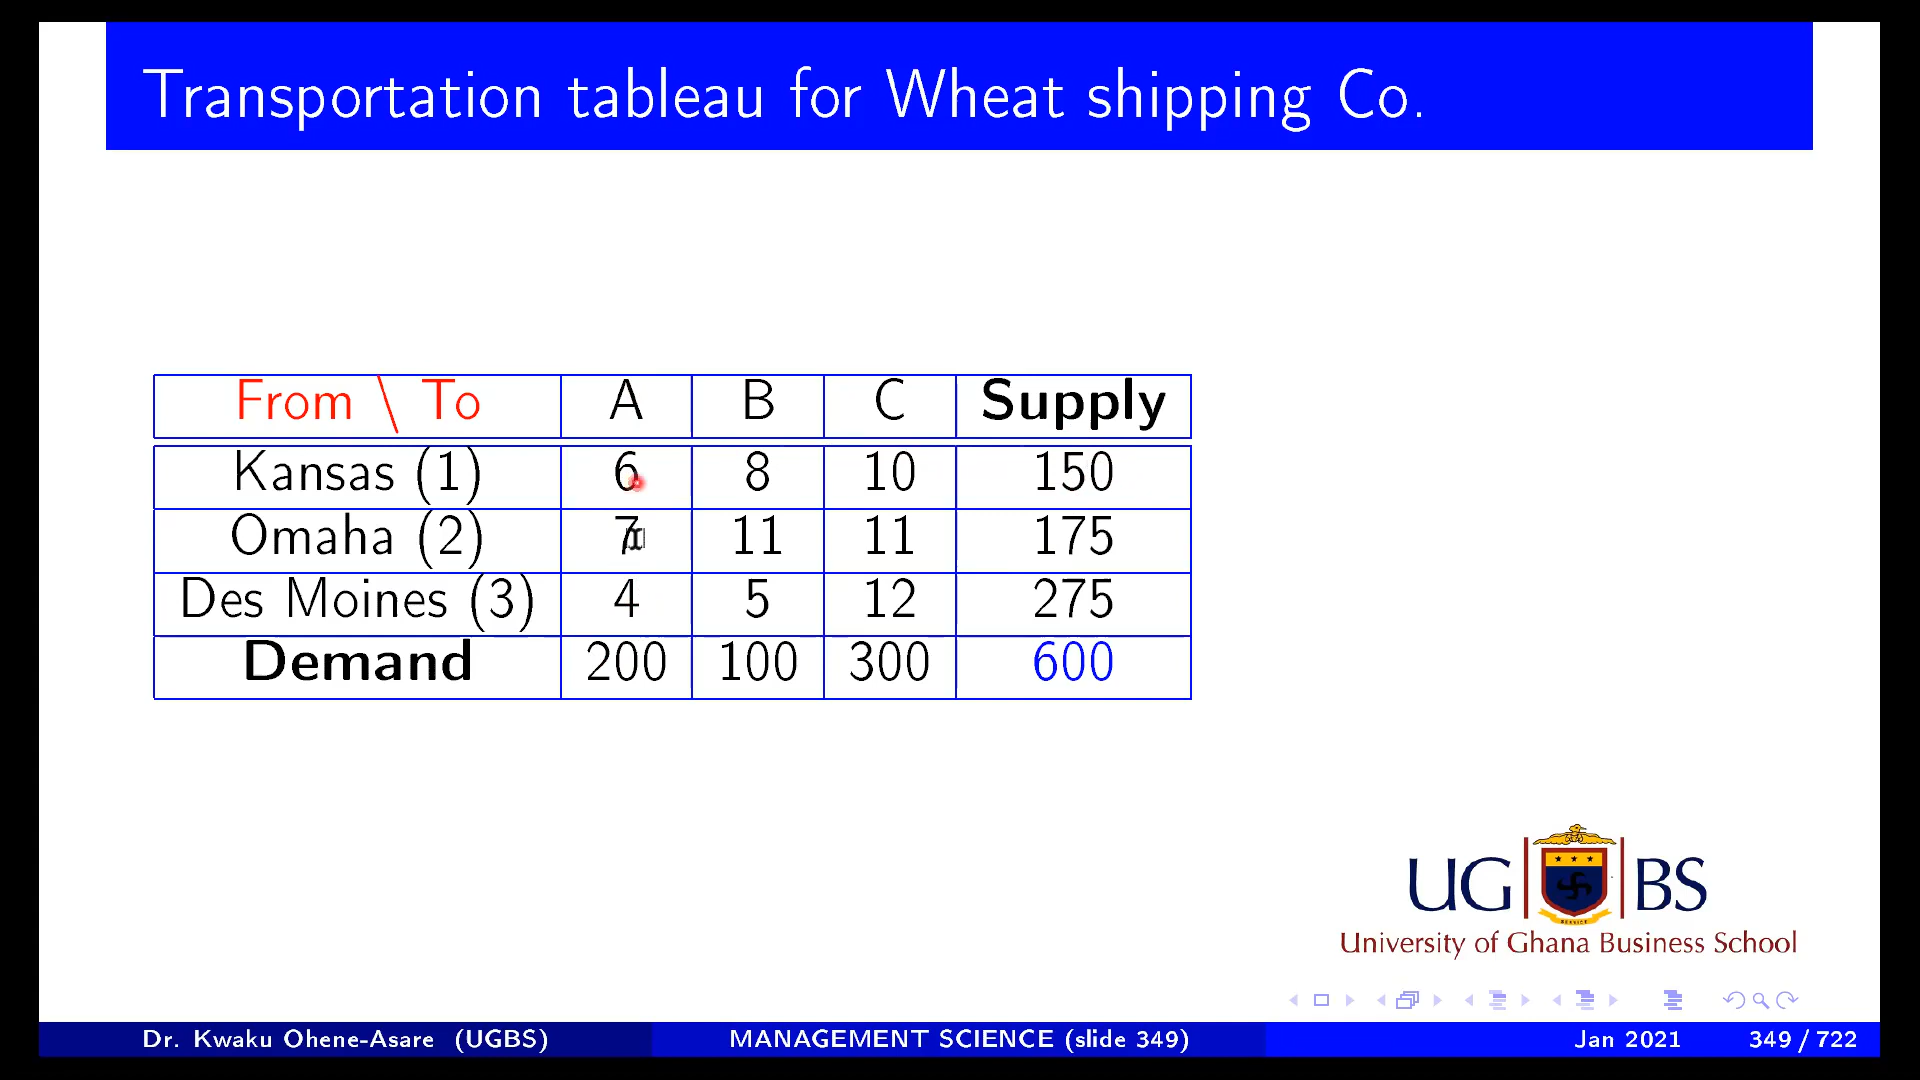 Transportation tableau for Wheat shipping Co.
From \ To A B C Supply
Kansas (1) 6 8 10 150
Omaha (2) 7 11 11 175
Des Moines (3) 4 5 12 275
Demand 200 100 300 600
UG BS
University of Ghana Business School
Dr. Kwaku Ohene-Asare (UGBS) MANAGEMENT SCIENCE (slide 349) Jan 2021 349 / 722